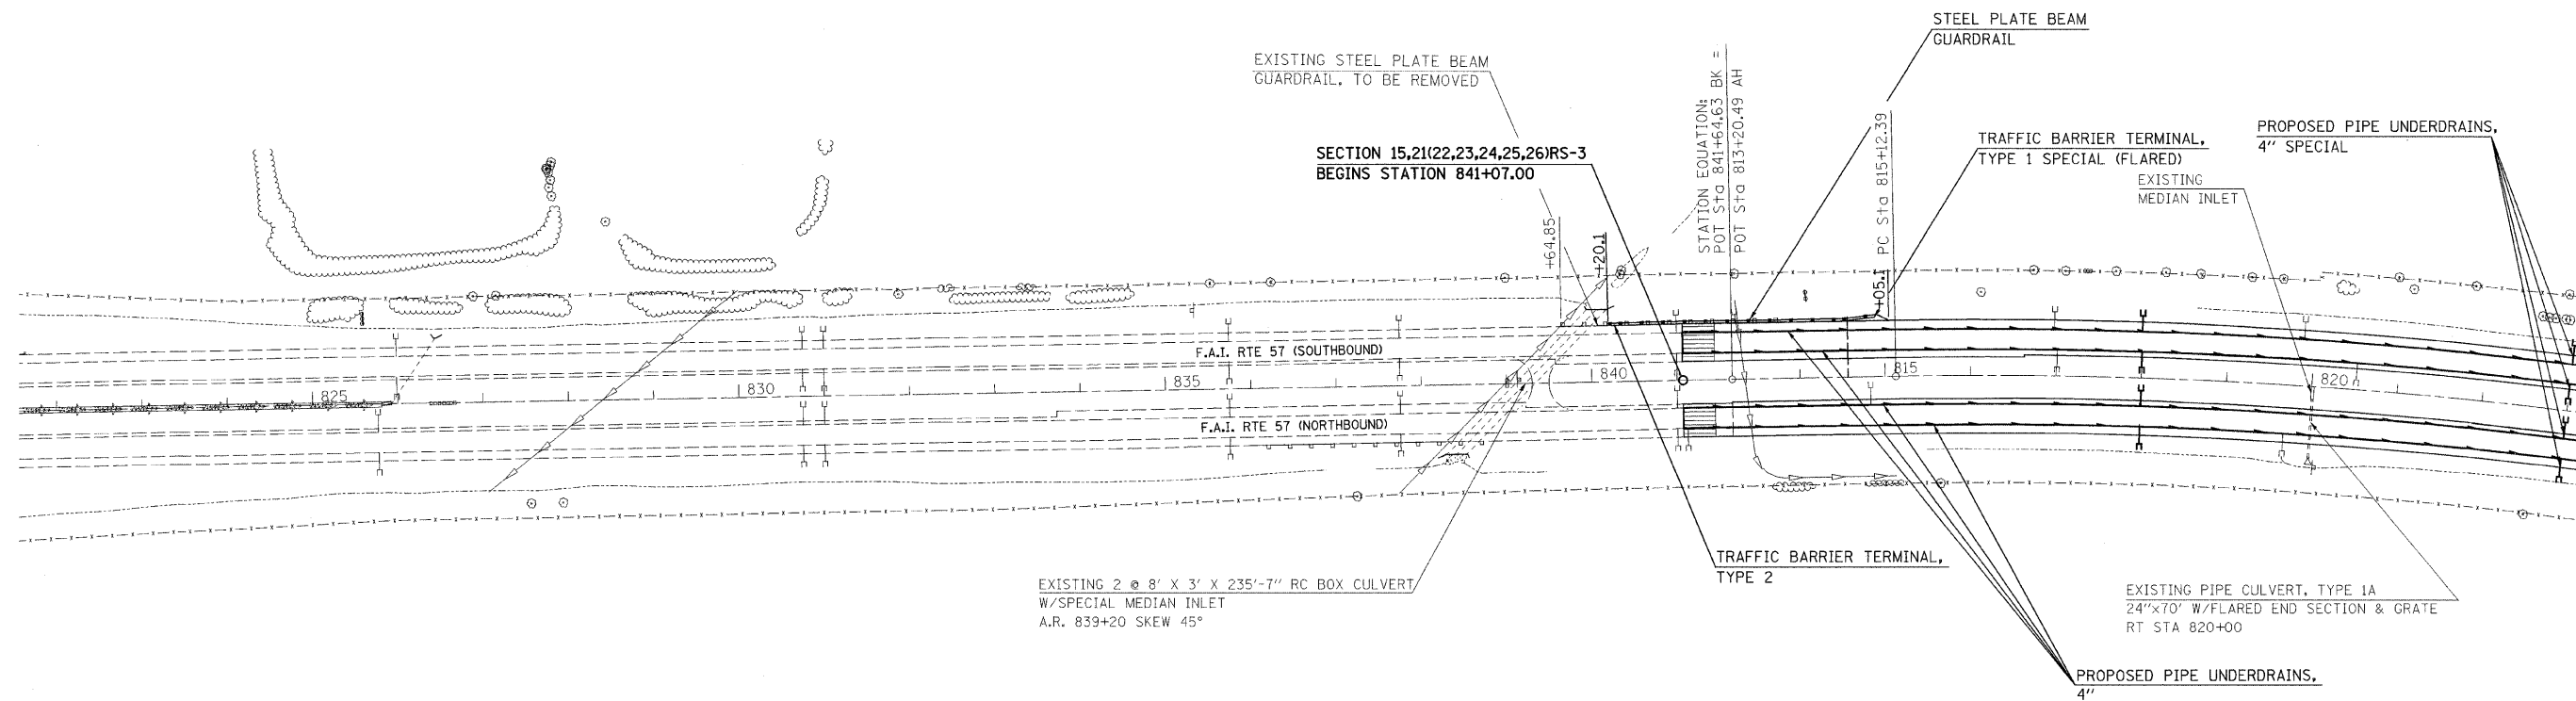 STEEL PLATE BEAM
GUARDRAIL
EXISTING STEEL PLATE BEAM
GUARDRAIL, TO BE REMOVED
SECTION 15,21(22,23,24,25,26)RS-3
BEGINS STATION 841+07.00
STATION EQUATION:
POT Sta 841+64.63 BK =
POT Sta 813+20.49 AH
PC Sta 815+12.39
TRAFFIC BARRIER TERMINAL,
TYPE 1 SPECIAL (FLARED)
PROPOSED PIPE UNDERDRAINS,
4" SPECIAL
EXISTING
MEDIAN INLET
+64.85
+20.1
+05.1
F.A.I. RTE 57 (SOUTHBOUND)
825
830
835
840
815
820
F.A.I. RTE 57 (NORTHBOUND)
TRAFFIC BARRIER TERMINAL,
TYPE 2
EXISTING 2 @ 8' X 3' X 235'-7" RC BOX CULVERT
W/SPECIAL MEDIAN INLET
A.R. 839+20 SKEW 45°
EXISTING PIPE CULVERT, TYPE 1A
24"x70' W/FLARED END SECTION & GRATE
RT STA 820+00
PROPOSED PIPE UNDERDRAINS,
4"